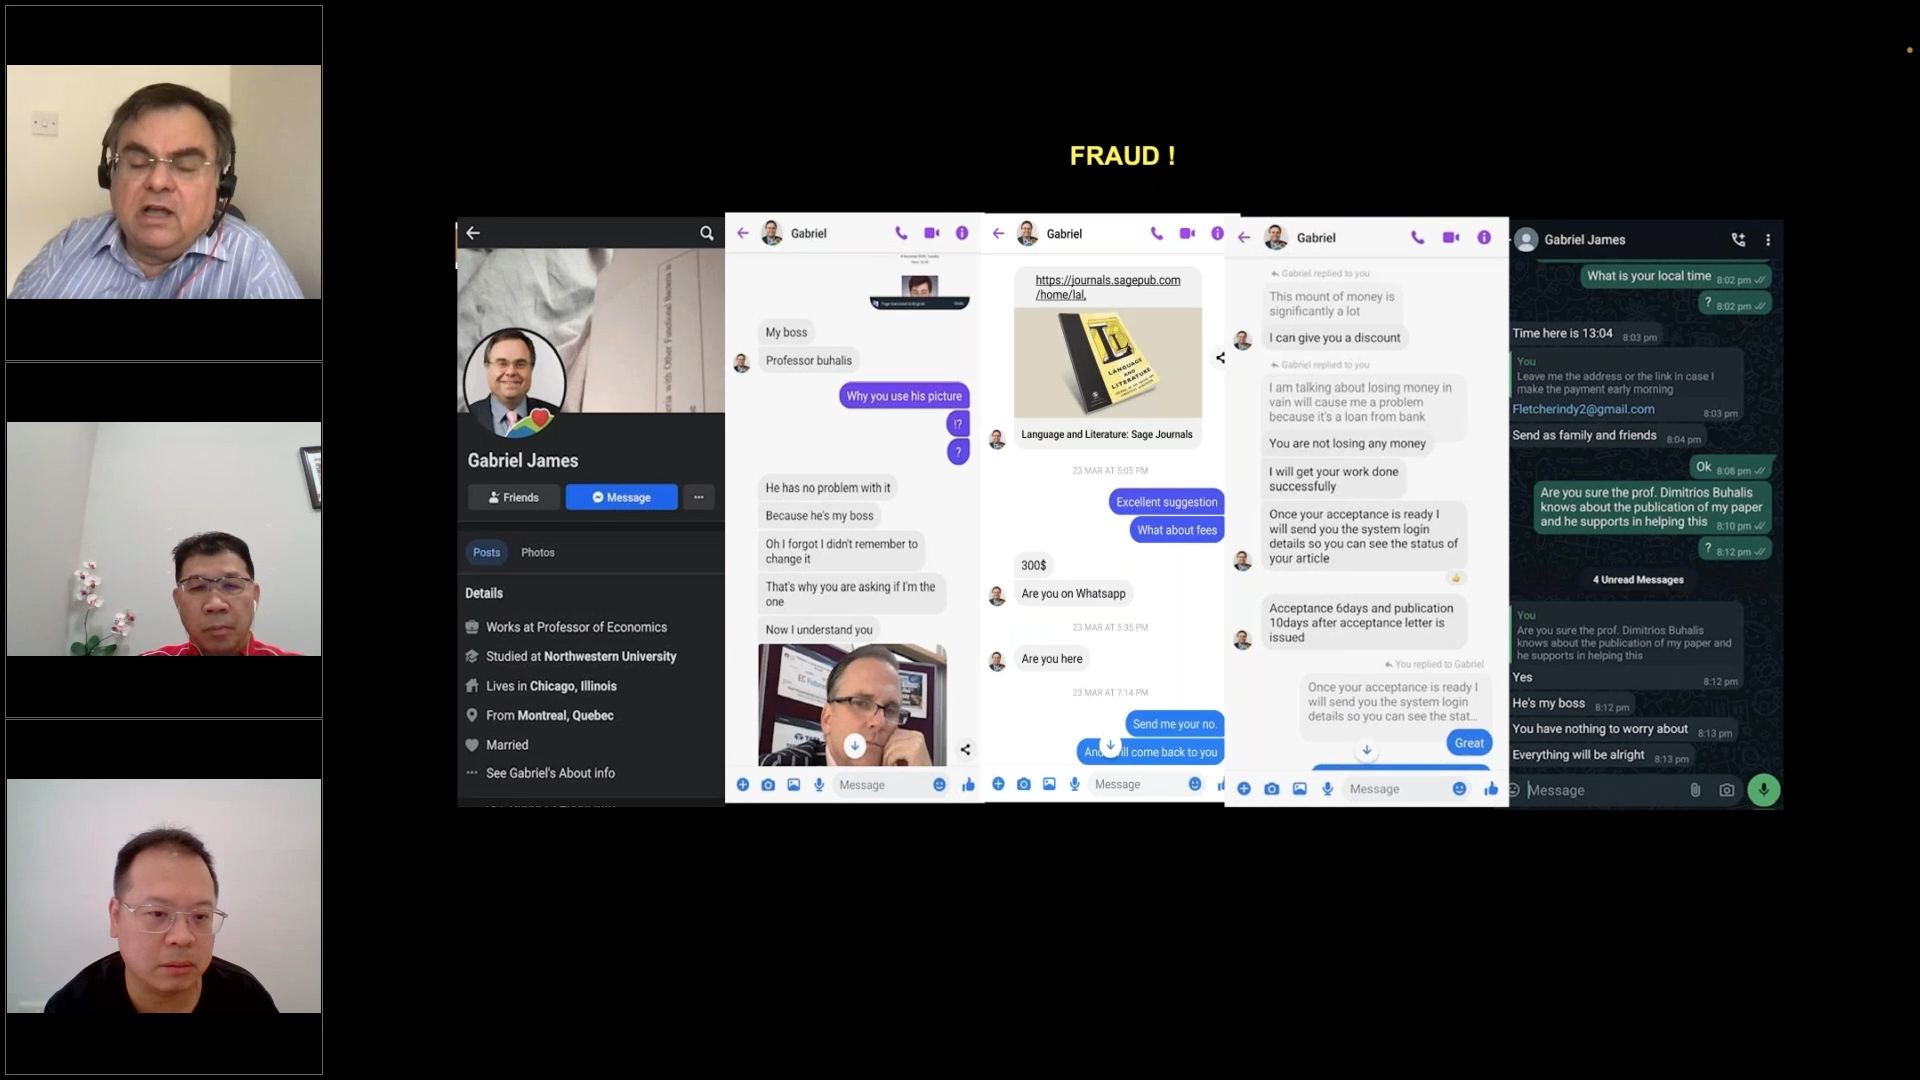 FRAUD !
Gabriel James
Friends
Message
Posts
Photos
Details
Works at Professor of Economics
Studied at Northwestern University
Lives in Chicago, Illinois
From Montreal, Quebec
Married
See Gabriel's About info
Gabriel
My boss
Professor buhalis
Why you use his picture
!?
?
He has no problem with it
Because he's my boss
Oh I forgot I didn't remember to
change it
That's why you are asking if I'm the
one
Now I understand you
Message
Gabriel
https://journals.sagepub.com
/home/lal,
LANGUAGE
AND
LITERATURE
Language and Literature: Sage Journals
23 MAR AT 5:05 PM
Excellent suggestion
What about fees
300$
Are you on Whatsapp
23 MAR AT 5:35 PM
Are you here
23 MAR AT 7:14 PM
Send me your no.
ill come back to you
Message
Gabriel
Gabriel replied to you
This mount of money is
significantly a lot
I can give you a discount
Gabriel replied to you
I am talking about losing money in
vain will cause me a problem
because it's a loan from bank
You are not losing any money
I will get your work done
successfully
Once your acceptance is ready I
will send you the system login
details so you can see the status of
your article
Acceptance 6days and publication
10days after acceptance letter is
issued
You replied to Gabriel
Once your acceptance is ready I
will send you the system login
details so you can see the stat...
Great
Message
Gabriel James
What is your local time 8:02 pm
? 8:02 pm
Time here is 13:04 8:03 pm
You
Leave me the address or the link in case I
make the payment early morning
Fletcherindy2@gmail.com 8:03 pm
Send as family and friends 8:04 pm
Ok 8:08 pm
Are you sure the prof. Dimitrios Buhalis
knows about the publication of my paper
and he supports in helping this 8:10 pm
? 8:12 pm
4 Unread Messages
You
Are you sure the prof. Dimitrios Buhalis
knows about the publication of my paper and
he supports in helping this
Yes 8:12 pm
He's my boss 8:12 pm
You have nothing to worry about 8:13 pm
Everything will be alright 8:13 pm
Message